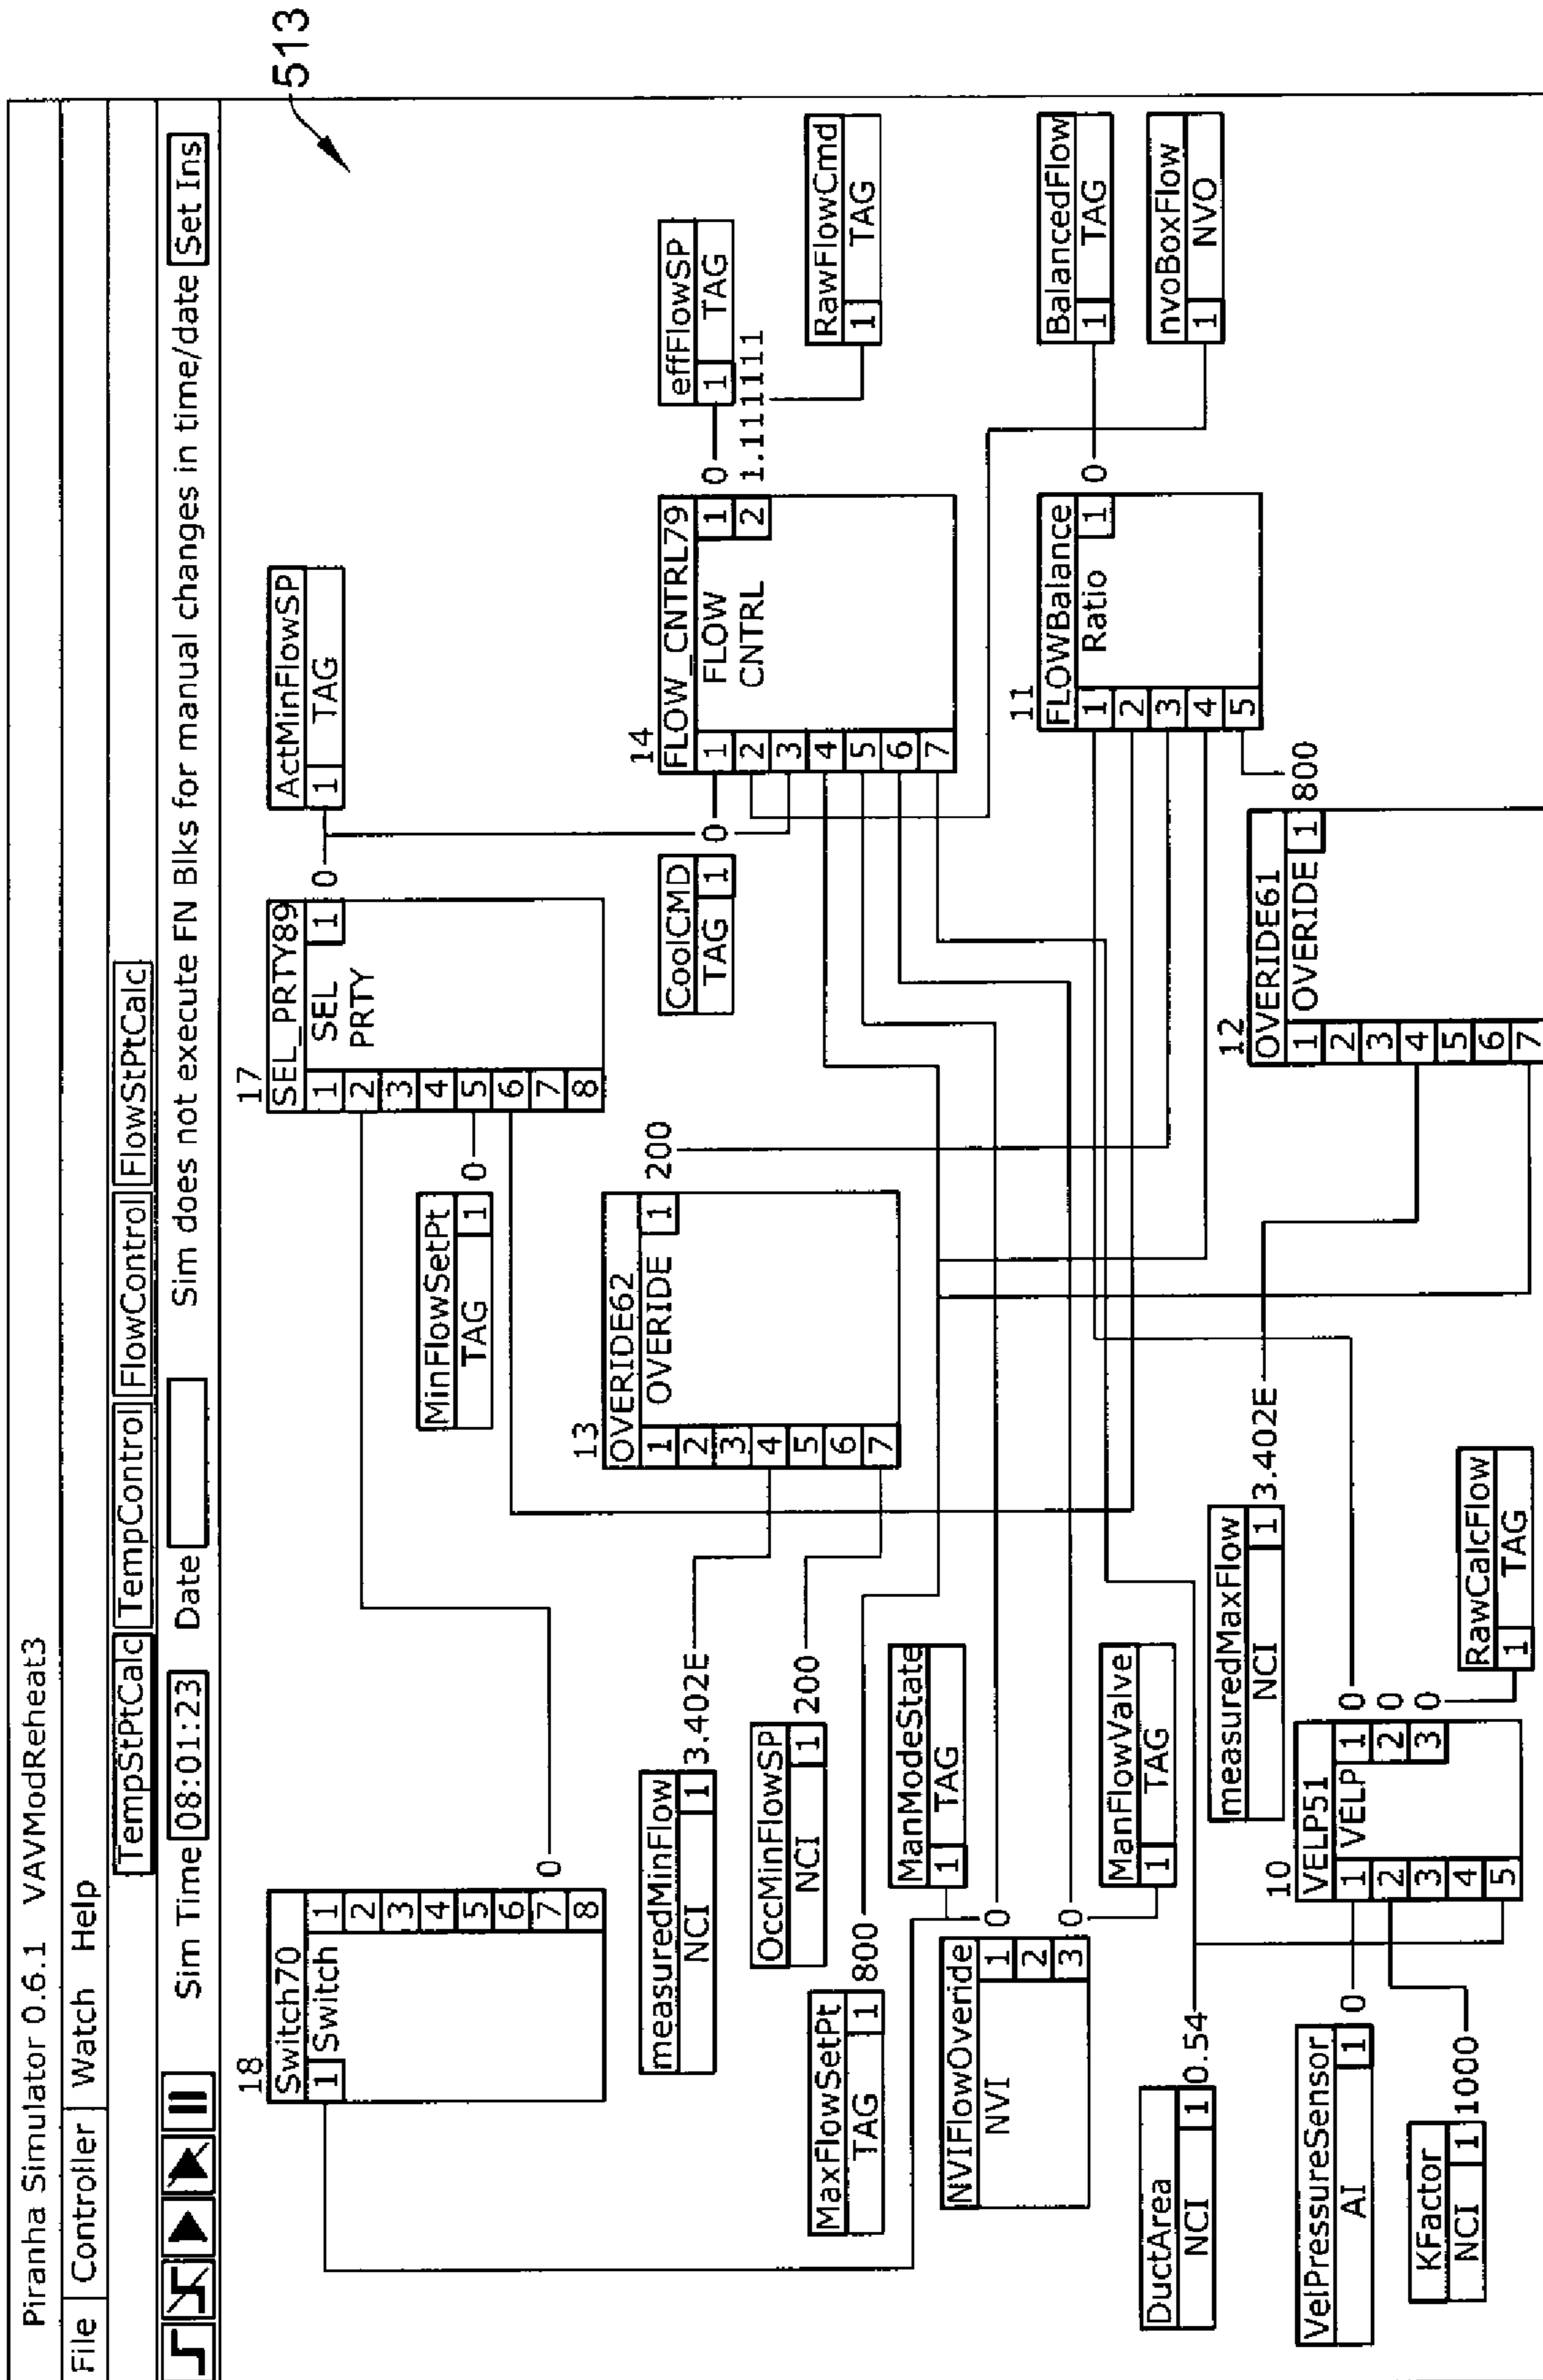 Piranha Simulator 0.6.1 VAVModReheat3
File Controller Watch Help
TempStPtCalc TempControl FlowControl FlowStPtCalc
Sim Time 08:01:23 Date Sim does not execute FN Blks for manual changes in time/date Set Ins
513
18
Switch70
1 Switch 1
2
3
4
5
6
7 0
8
17
SEL_PRTY89
1 SEL 1 0
2 PRTY
3
4
5
6
7
8
ActMinFlowSP
1 TAG
MinFlowSetPt
TAG 1 0
13
OVERIDE62
1 OVERIDE 1 200
2
3
4
5
6
7
measuredMinFlow
NCI 1 3.402E
OccMinFlowSP
NCI 1 200
CoolCMD
TAG 1 0
14
FLOW_CNTRL79
1 FLOW 1 0
2 CNTRL 2 1.111111
3
4
5
6
7
effFlowSP
1 TAG
RawFlowCmd
1 TAG
MaxFlowSetPt
TAG 1 800
ManModeState
1 TAG
NVIFlowOveride
NVI 1 0
2
3 0
ManFlowValve
1 TAG
11
FLOWBalance
1 Ratio 1 0
2
3
4
5
BalancedFlow
1 TAG
nvoBoxFlow
1 NVO
DuctArea
NCI 1 0.54
measuredMaxFlow
NCI 1 3.402E
12
OVERIDE61
1 OVERIDE 1 800
2
3
4
5
6
7
VelPressureSensor
AI 1 0
10
VELP51
1 VELP 1 0
2 2 0
3 3 0
4
5
KFactor
NCI 1 1000
RawCalcFlow
1 TAG